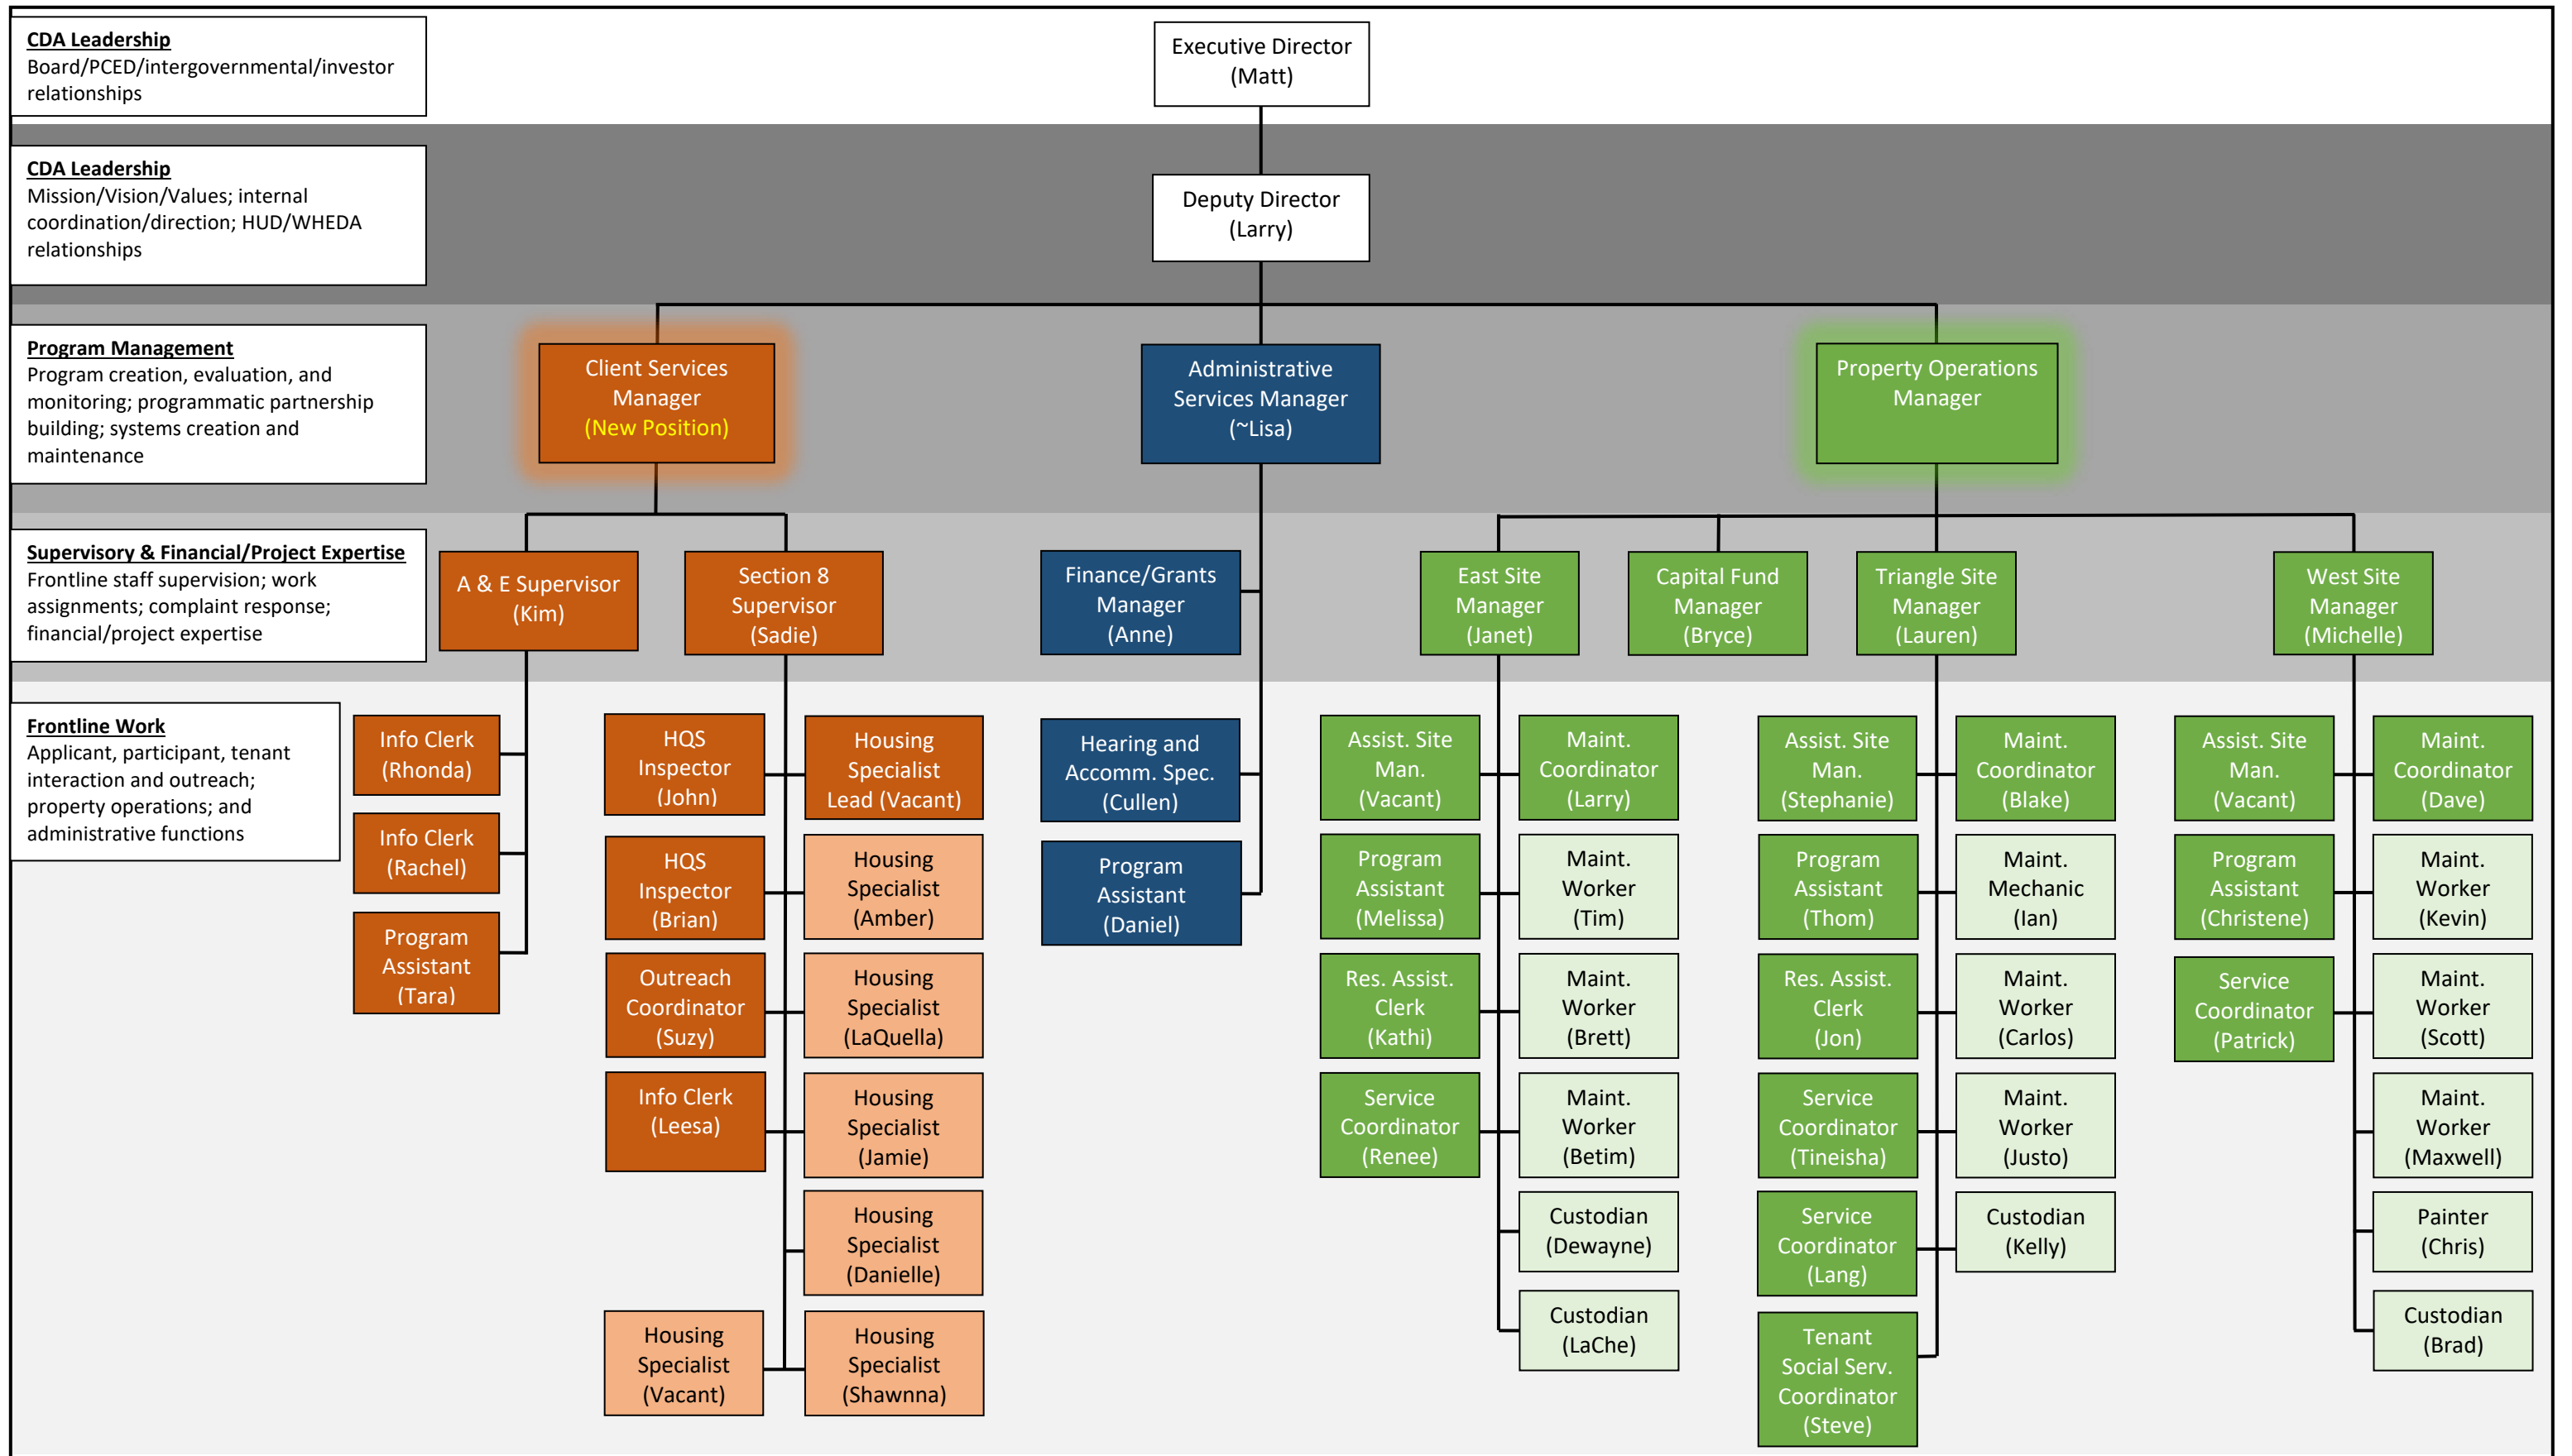 CDA Leadership
Board/PCED/intergovernmental/investor
relationships
Executive Director
(Matt)
CDA Leadership
Mission/Vision/Values; internal
coordination/direction; HUD/WHEDA
relationships
Deputy Director
(Larry)
Program Management
Program creation, evaluation, and
monitoring; programmatic partnership
building; systems creation and
maintenance
Client Services
Manager
(New Position)
Administrative
Services Manager
(~Lisa)
Property Operations
Manager
Supervisory & Financial/Project Expertise
Frontline staff supervision; work
assignments; complaint response;
financial/project expertise
A & E Supervisor
(Kim)
Section 8
Supervisor
(Sadie)
Finance/Grants
Manager
(Anne)
East Site
Manager
(Janet)
Capital Fund
Manager
(Bryce)
Triangle Site
Manager
(Lauren)
West Site
Manager
(Michelle)
Frontline Work
Applicant, participant, tenant
interaction and outreach;
property operations; and
administrative functions
Info Clerk
(Rhonda)
Info Clerk
(Rachel)
Program
Assistant
(Tara)
HQS
Inspector
(John)
Housing
Specialist
Lead (Vacant)
HQS
Inspector
(Brian)
Housing
Specialist
(Amber)
Outreach
Coordinator
(Suzy)
Housing
Specialist
(LaQuella)
Info Clerk
(Leesa)
Housing
Specialist
(Jamie)
Housing
Specialist
(Danielle)
Housing
Specialist
(Vacant)
Housing
Specialist
(Shawnna)
Hearing and
Accomm. Spec.
(Cullen)
Program
Assistant
(Daniel)
Assist. Site
Man.
(Vacant)
Maint.
Coordinator
(Larry)
Program
Assistant
(Melissa)
Maint.
Worker
(Tim)
Res. Assist.
Clerk
(Kathi)
Maint.
Worker
(Brett)
Service
Coordinator
(Renee)
Maint.
Worker
(Betim)
Custodian
(Dewayne)
Custodian
(LaChe)
Assist. Site
Man.
(Stephanie)
Maint.
Coordinator
(Blake)
Program
Assistant
(Thom)
Maint.
Mechanic
(Ian)
Res. Assist.
Clerk
(Jon)
Maint.
Worker
(Carlos)
Service
Coordinator
(Tineisha)
Maint.
Worker
(Justo)
Service
Coordinator
(Lang)
Custodian
(Kelly)
Tenant
Social Serv.
Coordinator
(Steve)
Assist. Site
Man.
(Vacant)
Maint.
Coordinator
(Dave)
Program
Assistant
(Christene)
Maint.
Worker
(Kevin)
Service
Coordinator
(Patrick)
Maint.
Worker
(Scott)
Maint.
Worker
(Maxwell)
Painter
(Chris)
Custodian
(Brad)